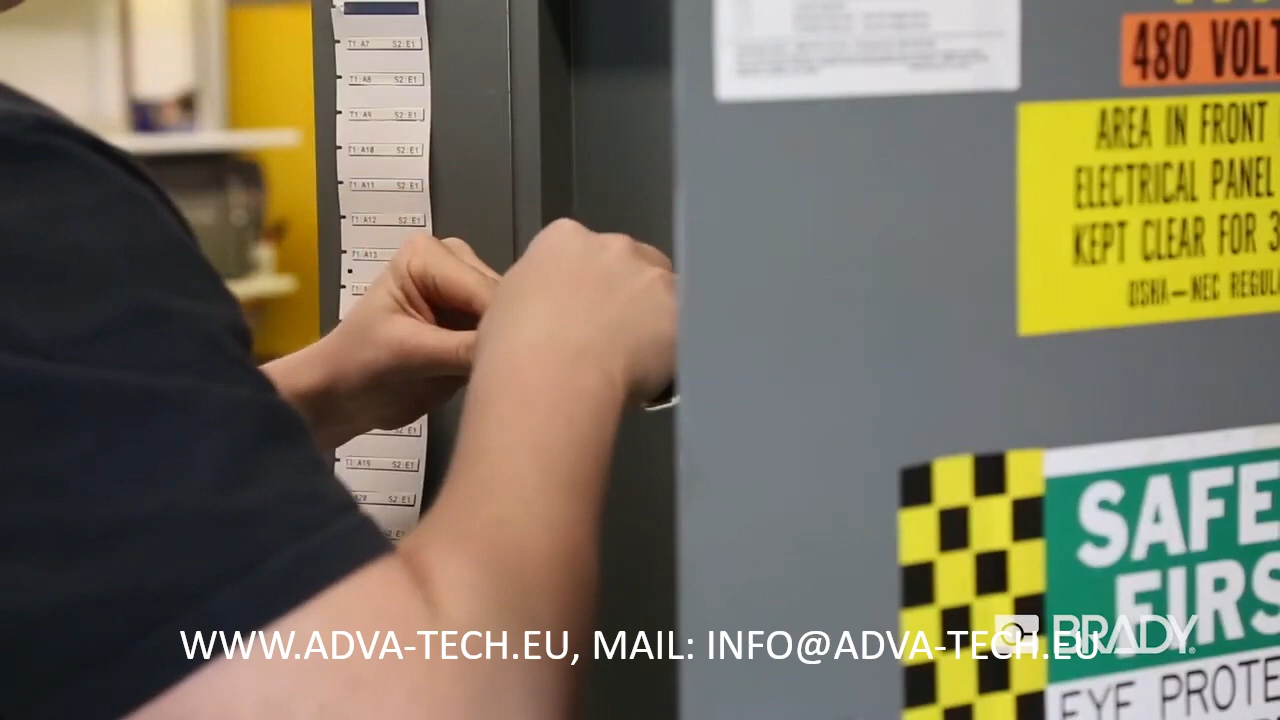 T1:A7 S2:E1
T1:A8 S2:E1
T1:A9 S2:E1
T1:A10 S2:E1
T1:A11 S2:E1
T1:A12 S2:E1
T1:A13
T1:A19 S2:E1
A20 S2:E1
480 VOLT
AREA IN FRONT
ELECTRICAL PANEL
KEPT CLEAR FOR 3
OSHA-NEC REGULA
SAFE
FIRS
EYE PROTE
BRADY
WWW.ADVA-TECH.EU, MAIL: INFO@ADVA-TECH.EU